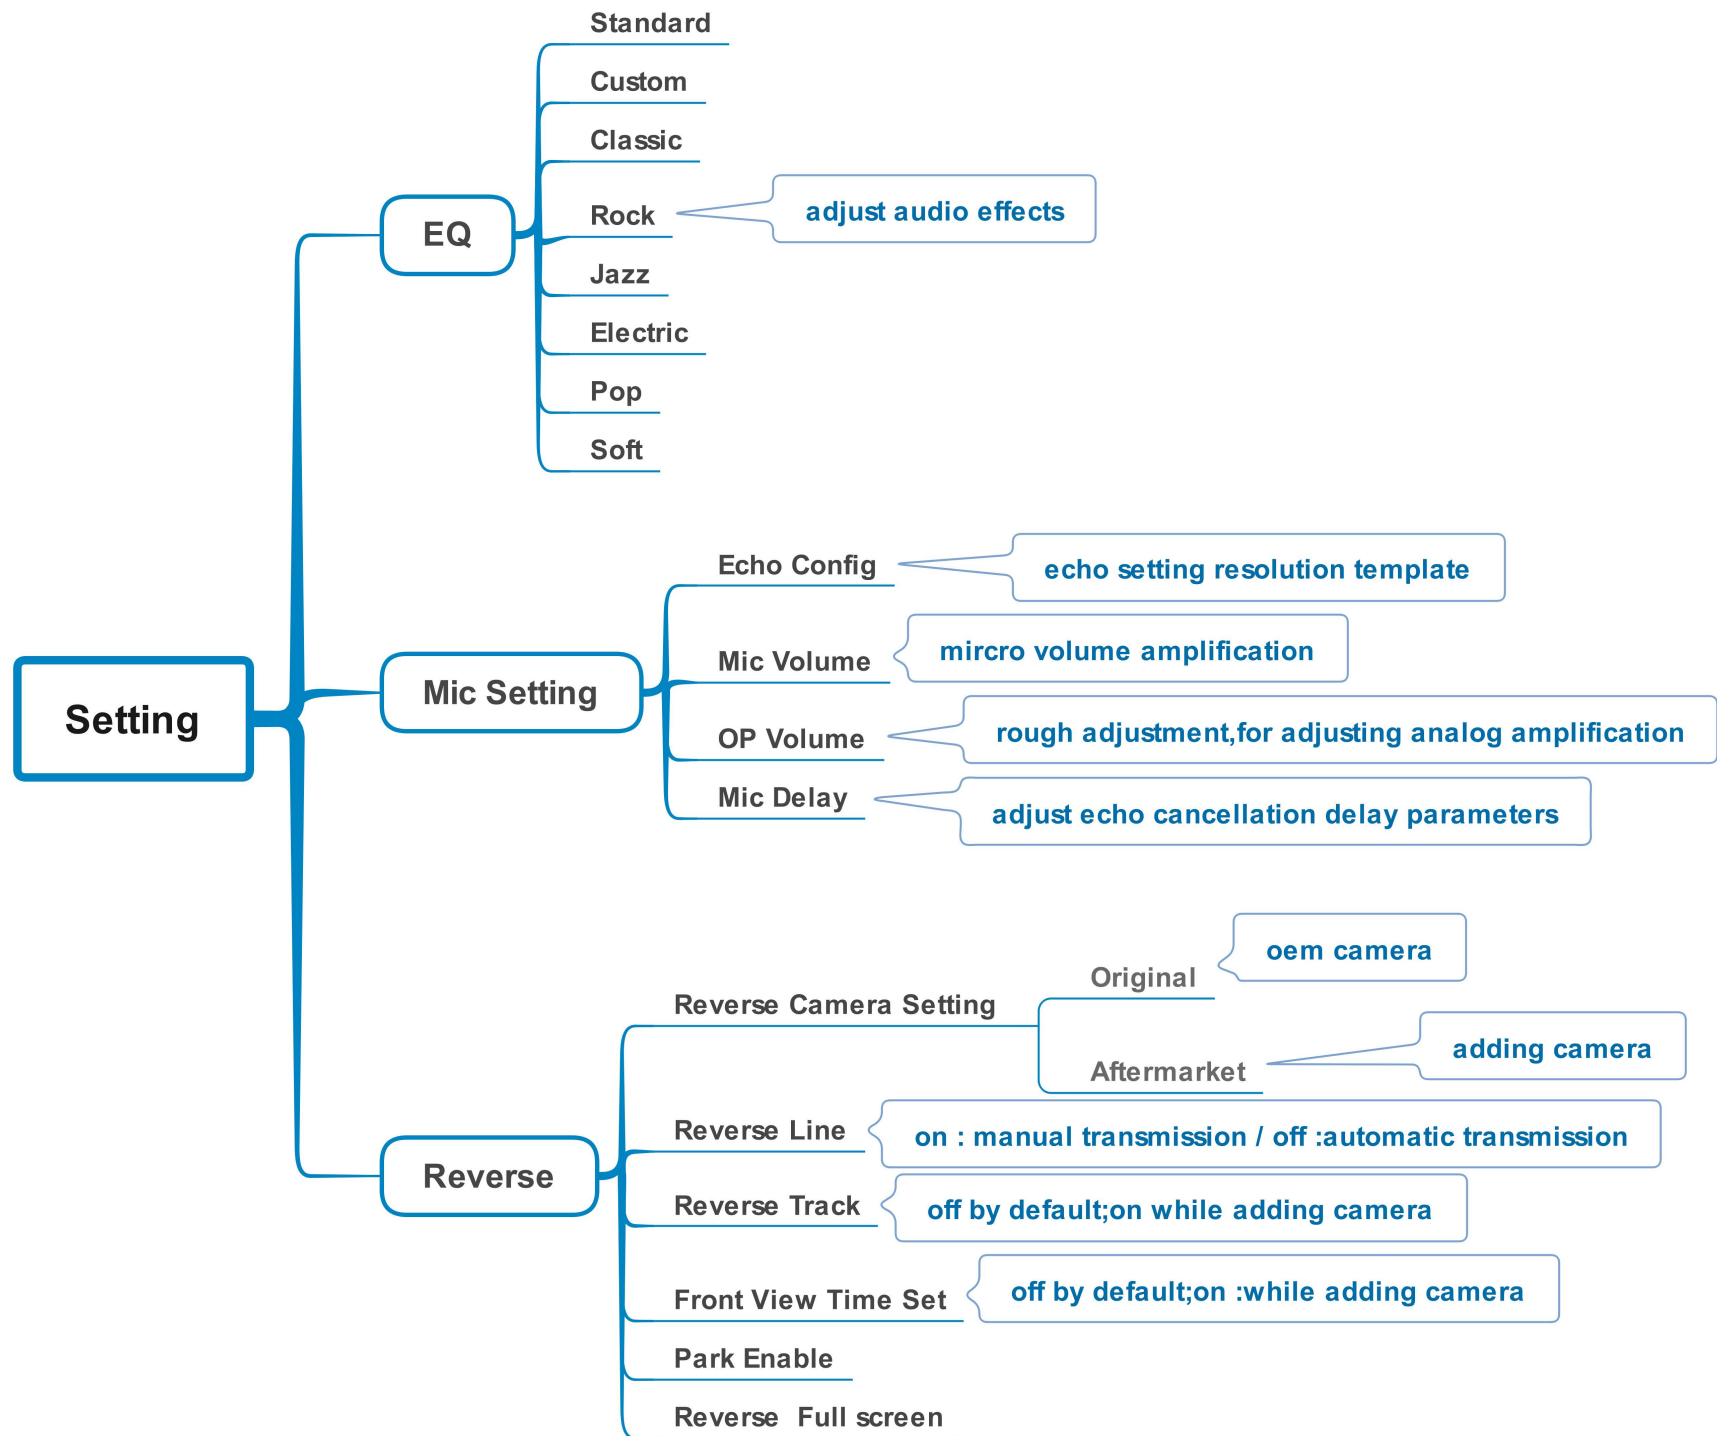 Standard
Custom
Classic
Rock
adjust audio effects
EQ
Jazz
Electric
Pop
Soft
Echo Config
echo setting resolution template
Mic Volume
mircro volume amplification
Mic Setting
OP Volume
rough adjustment,for adjusting analog amplification
Mic Delay
adjust echo cancellation delay parameters
Setting
Reverse Camera Setting
Original
oem camera
Aftermarket
adding camera
Reverse Line
on : manual transmission / off :automatic transmission
Reverse
Reverse Track
off by default;on while adding camera
Front View Time Set
off by default;on :while adding camera
Park Enable
Reverse  Full screen